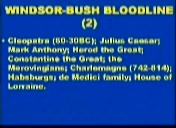 WINDSOR-BUSH BLOODLINE
(2)
• Cleopatra (60-30BC); Julius Caesar;
Mark Anthony; Herod the Great;
Constantine the Great; the
Merovingians; Charlemagne (742-814);
Habsburgs; de Medici family; House of
Lorraine.